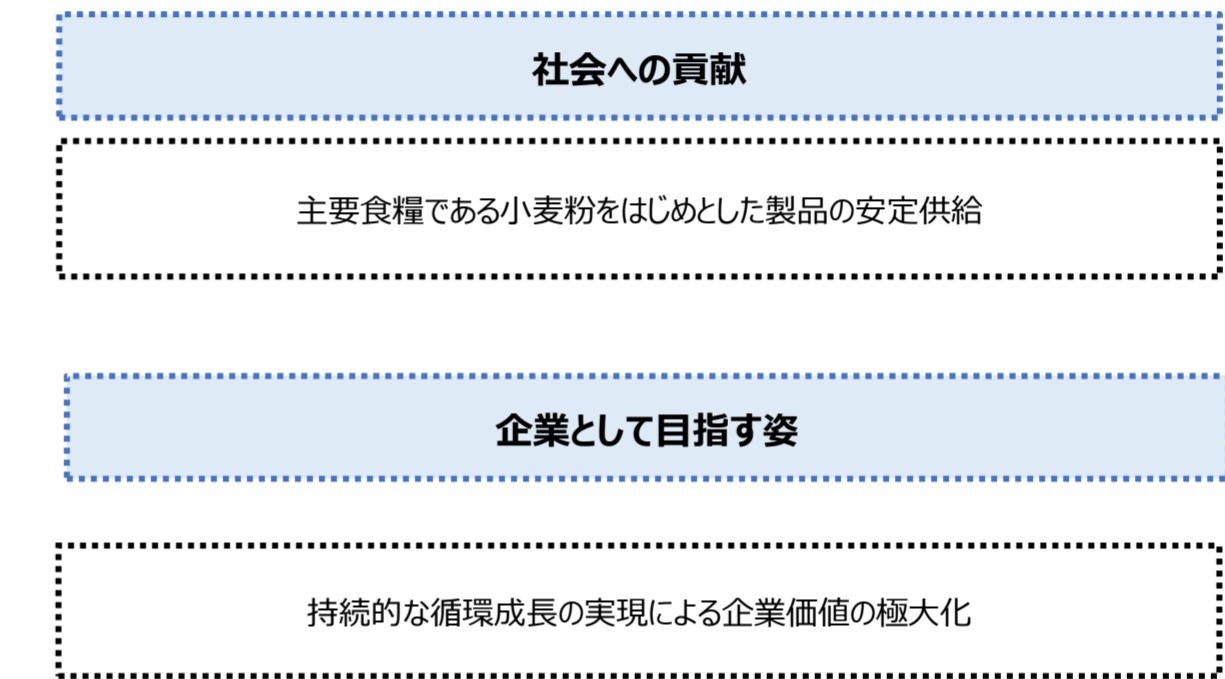 社会への貢献
主要食糧である小麦粉をはじめとした製品の安定供給
企業として目指す姿
持続的な循環成長の実現による企業価値の極大化